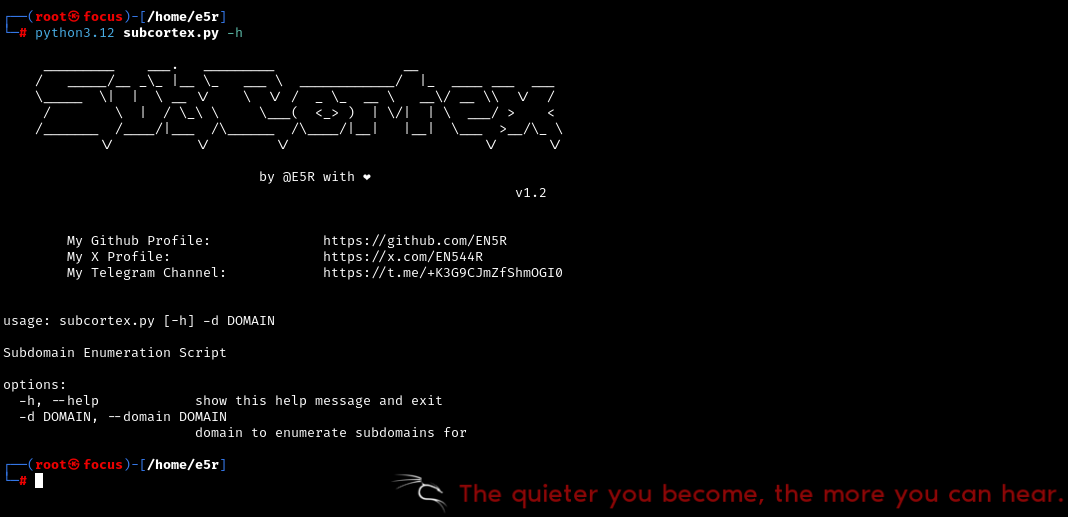 ┌──(root㉿focus)-[/home/e5r]
└─# python3.12 subcortex.py -h
SubCortex
by @E5R with ❤
v1.2
My Github Profile: https://github.com/EN5R
My X Profile: https://x.com/EN544R
My Telegram Channel: https://t.me/+K3G9CJmZfShmOGI0
usage: subcortex.py [-h] -d DOMAIN
Subdomain Enumeration Script
options:
-h, --help show this help message and exit
-d DOMAIN, --domain DOMAIN
domain to enumerate subdomains for
┌──(root㉿focus)-[/home/e5r]
└─#
The quieter you become, the more you can hear.